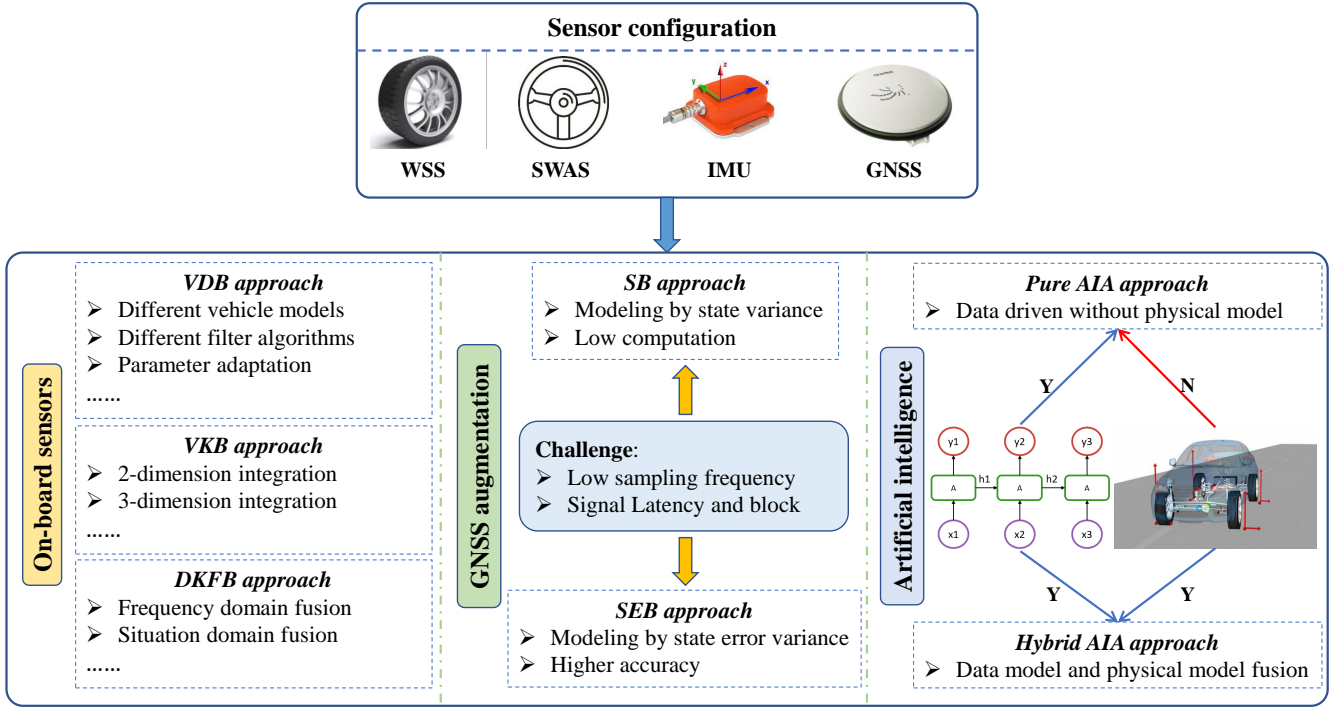 Sensor configuration
z
y
x
WSS
SWAS
IMU
GNSS
On-board sensors
VDB approach
➢ Different vehicle models
➢ Different filter algorithms
➢ Parameter adaptation
......
VKB approach
➢ 2-dimension integration
➢ 3-dimension integration
......
DKFB approach
➢ Frequency domain fusion
➢ Situation domain fusion
......
GNSS augmentation
SB approach
➢ Modeling by state variance
➢ Low computation
Challenge:
➢ Low sampling frequency
➢ Signal Latency and block
SEB approach
➢ Modeling by state error variance
➢ Higher accuracy
Artificial intelligence
Pure AIA approach
➢ Data driven without physical model
Y
N
y1
y2
y3
A
h1
A
h2
A
x1
x2
x3
Y
Y
Hybrid AIA approach
➢ Data model and physical model fusion